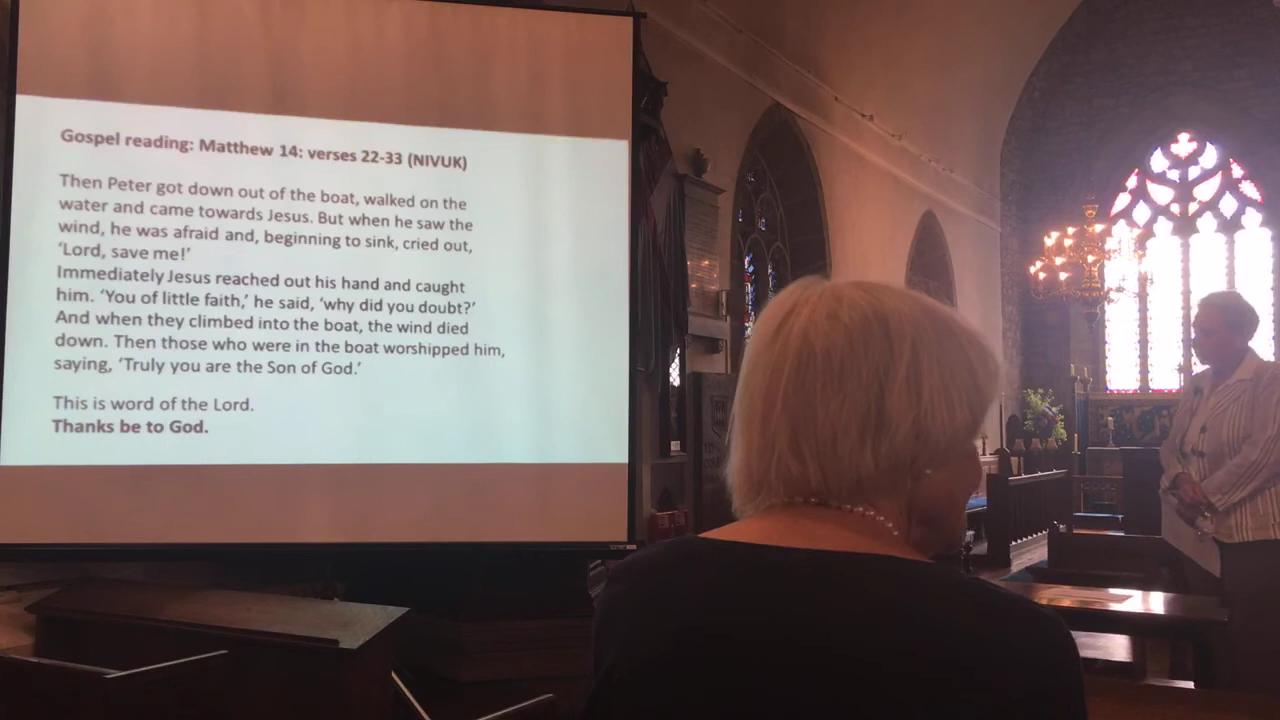 Gospel reading: Matthew 14: verses 22-33 (NIVUK)
Then Peter got down out of the boat, walked on the
water and came towards Jesus. But when he saw the
wind, he was afraid and, beginning to sink, cried out,
‘Lord, save me!’
Immediately Jesus reached out his hand and caught
him. ‘You of little faith,’ he said, ‘why did you doubt?’
And when they climbed into the boat, the wind died
down. Then those who were in the boat worshipped him,
saying, ‘Truly you are the Son of God.’
This is word of the Lord.
Thanks be to God.